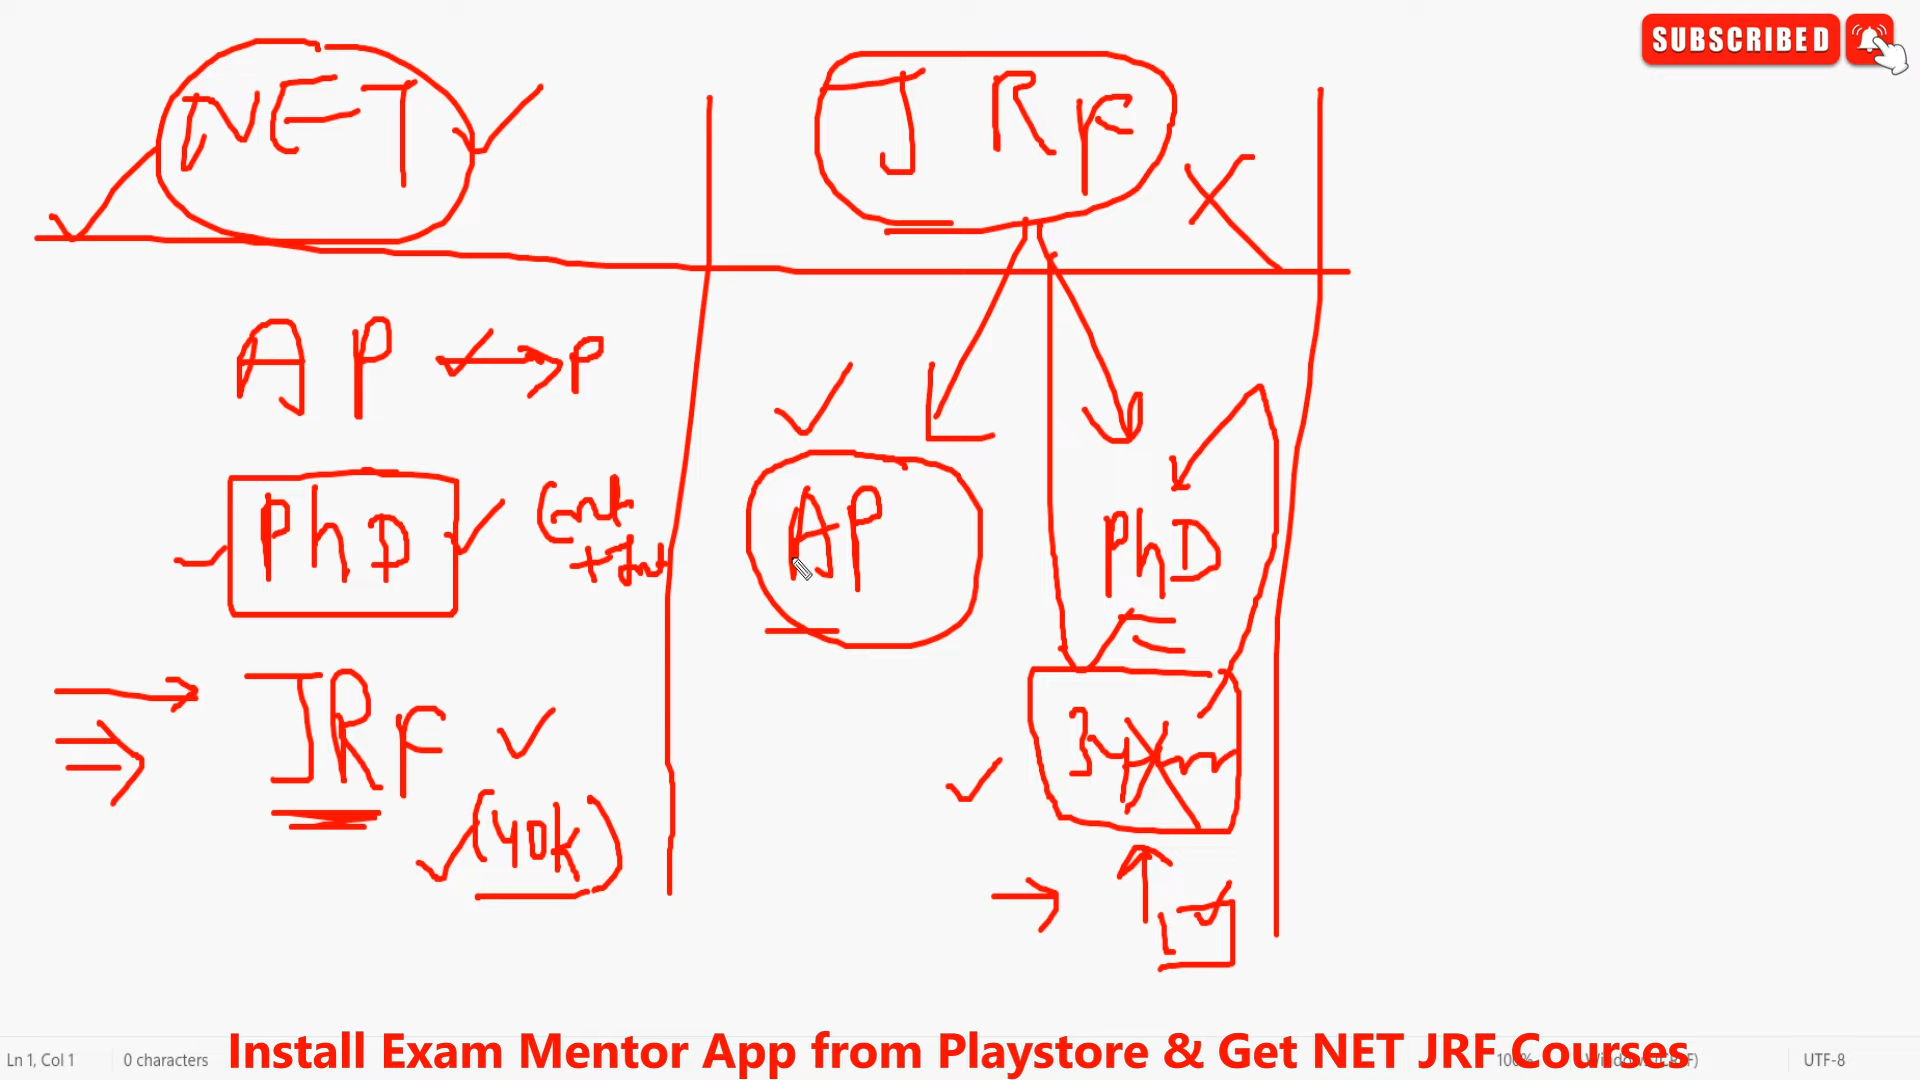 SUBSCRIBED
NET
JRF
AP → P
PhD
+Int
JRF
(40k)
AP
PhD
Install Exam Mentor App from Playstore & Get NET JRF Courses
Ln 1, Col 1
0 characters
UTF-8